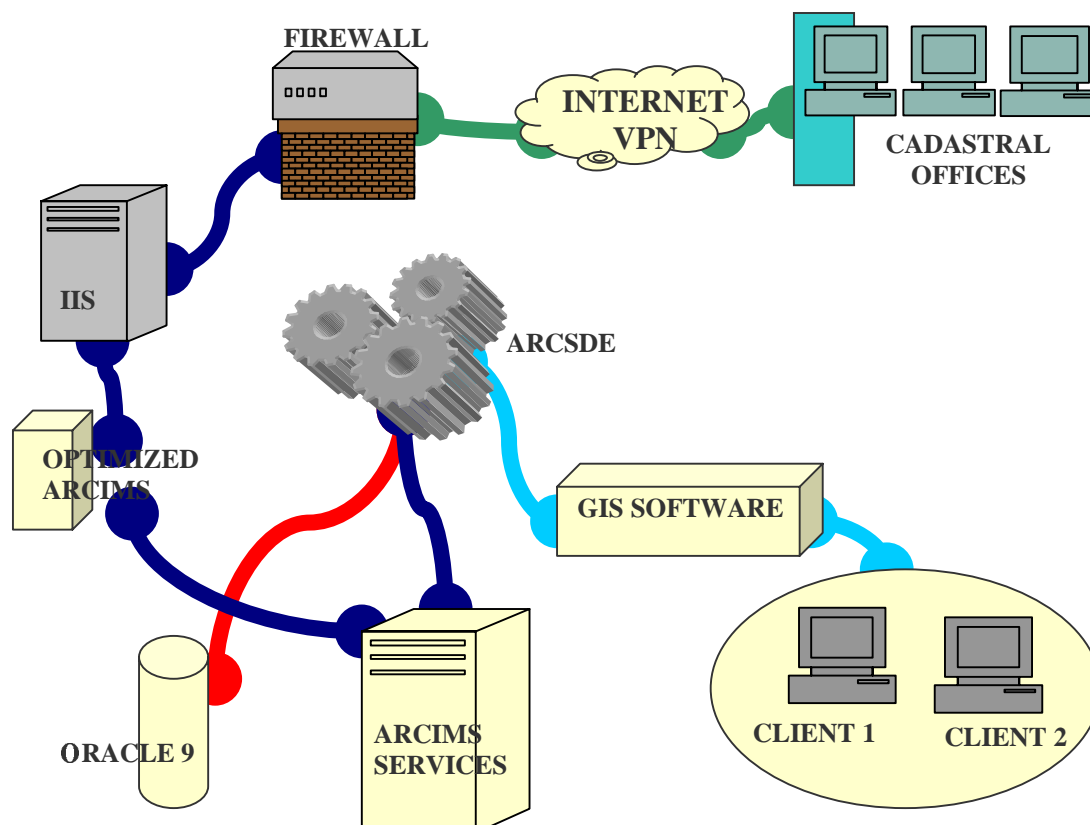 FIREWALL
INTERNET
VPN
CADASTRAL
OFFICES
IIS
ARCSDE
OPTIMIZED
ARCIMS
GIS SOFTWARE
ORACLE 9
ARCIMS
SERVICES
CLIENT 1
CLIENT 2